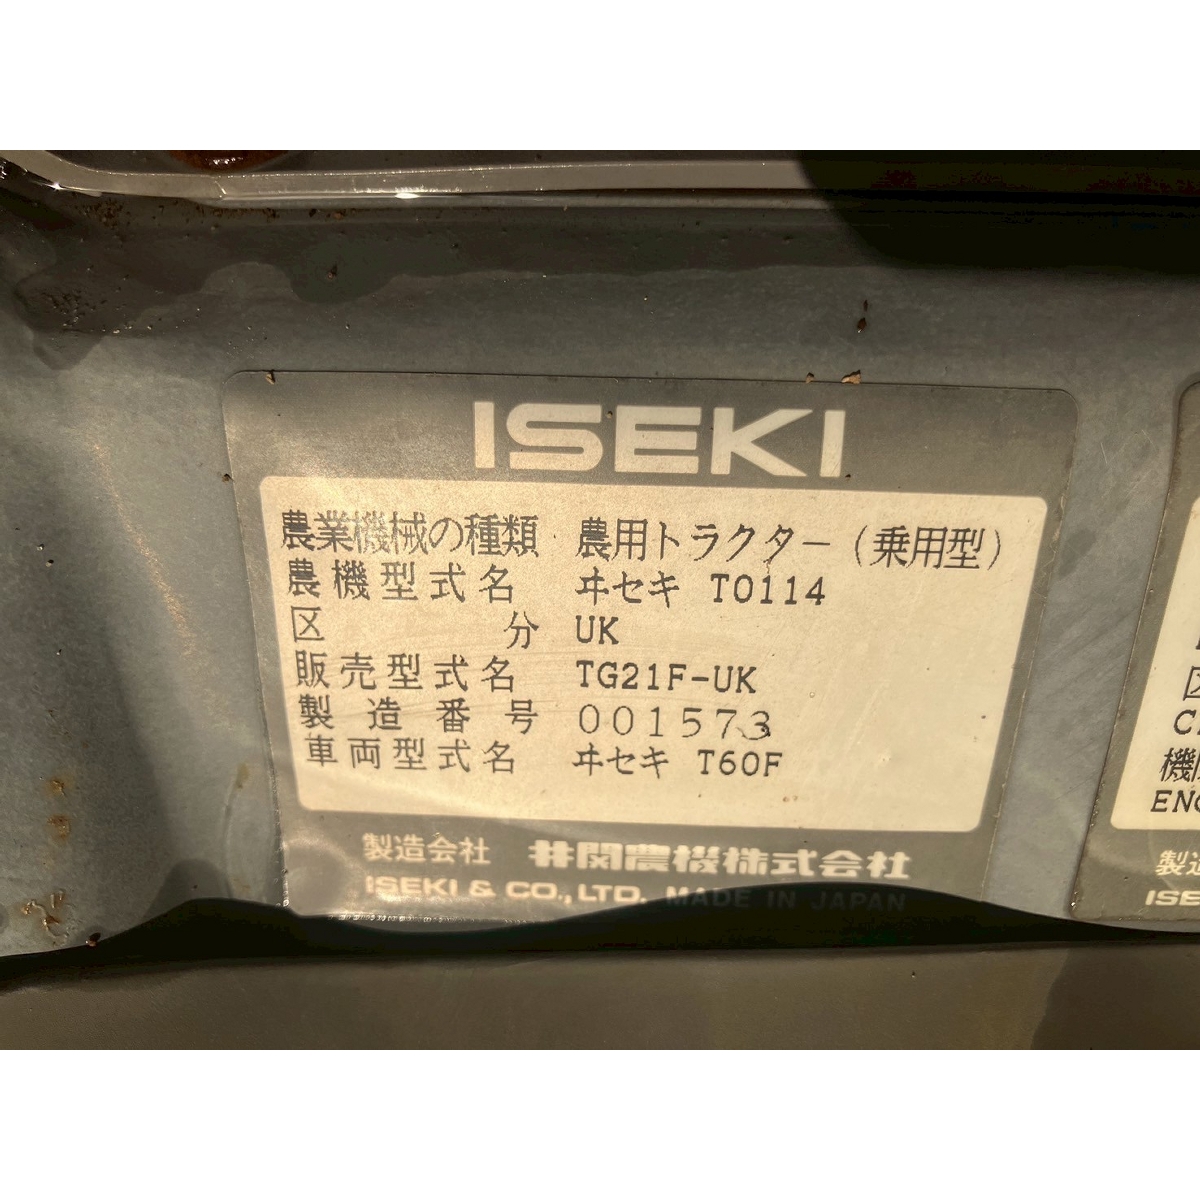 ISEKI
農業機械の種類 農用トラクター(乗用型)
農機型式名 ヰセキ T0114
区分 UK
販売型式名 TG21F-UK
製造番号 001573
車両型式名 ヰセキ T60F
製造会社 井関農機株式会社
ISEKI & CO., LTD. MADE IN JAPAN